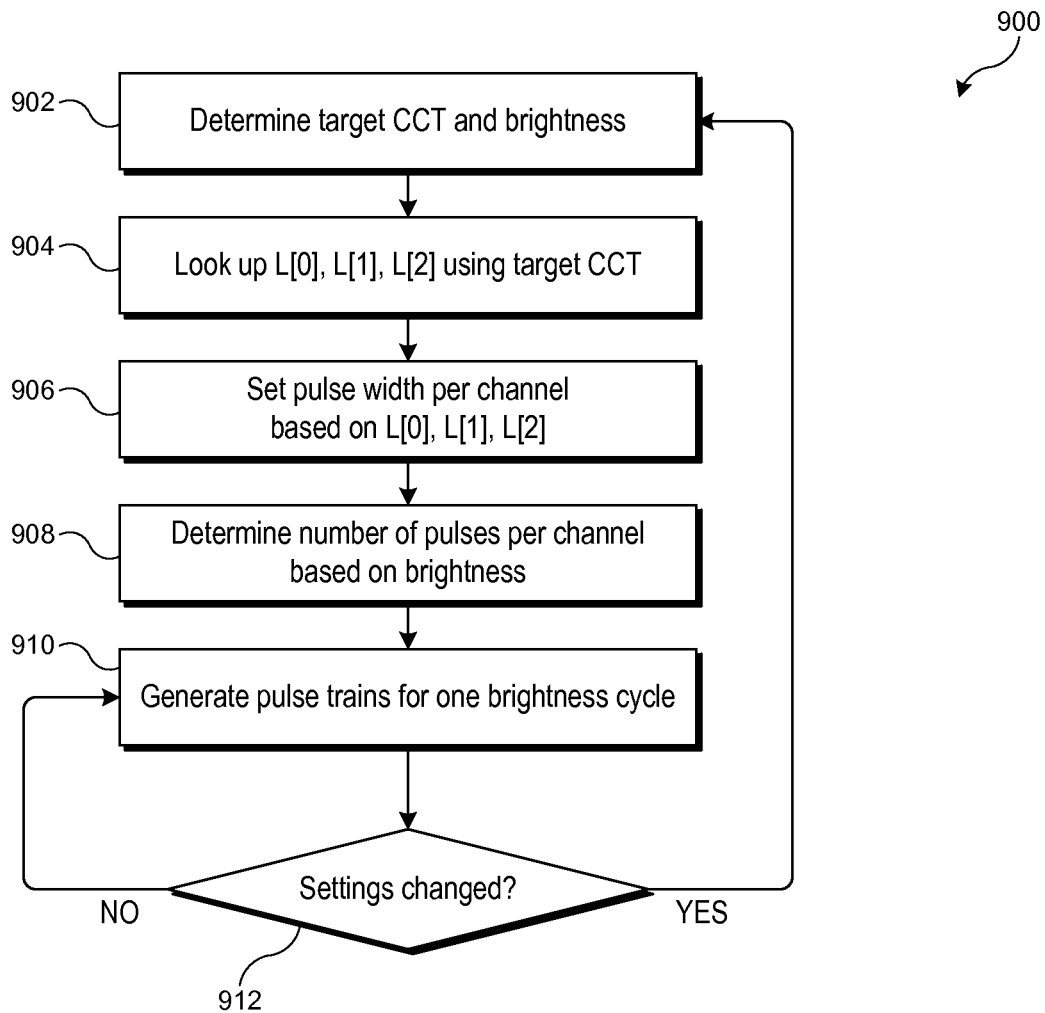 900
902
Determine target CCT and brightness
904
Look up L[0], L[1], L[2] using target CCT
906
Set pulse width per channel
based on L[0], L[1], L[2]
908
Determine number of pulses per channel
based on brightness
910
Generate pulse trains for one brightness cycle
Settings changed?
NO
YES
912